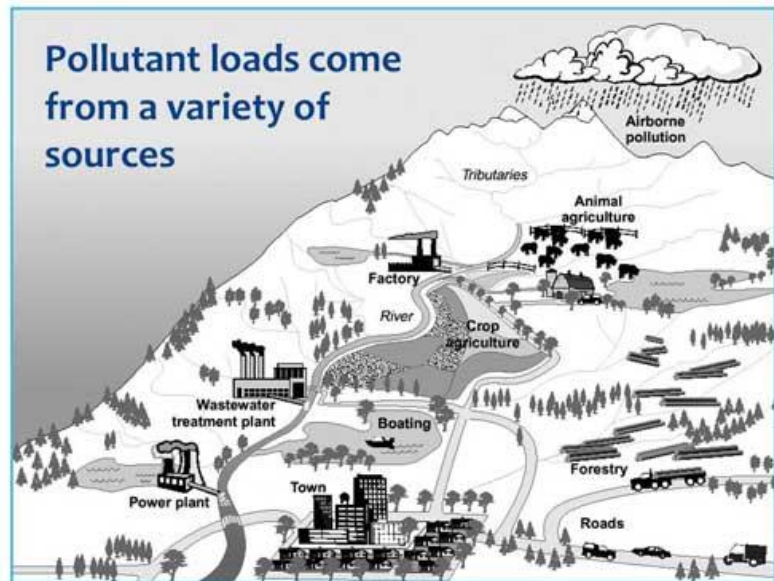 Pollutant loads come
from a variety of
sources
Airborne
pollution
Tributaries
Animal
agriculture
Factory
River
Crop
agriculture
Wastewater
treatment plant
Boating
Forestry
Power plant
Town
Roads